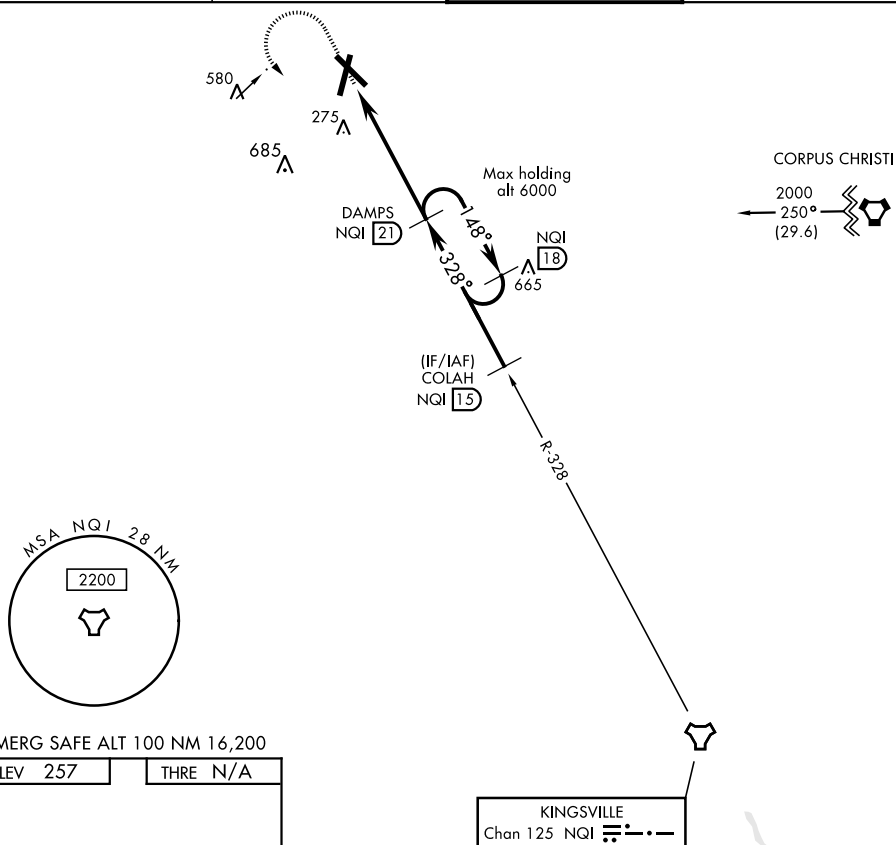 580
275
685
Max holding
alt 6000
CORPUS CHRISTI
2000
250°
(29.6)
DAMPS
NQI 21
148°
NQI
18
328°
665
(IF/IAF)
COLAH
NQI 15
R-328
MSA NQI 28 NM
2200
MERG SAFE ALT 100 NM 16,200
LEV 257
THRE N/A
KINGSVILLE
Chan 125 NQI